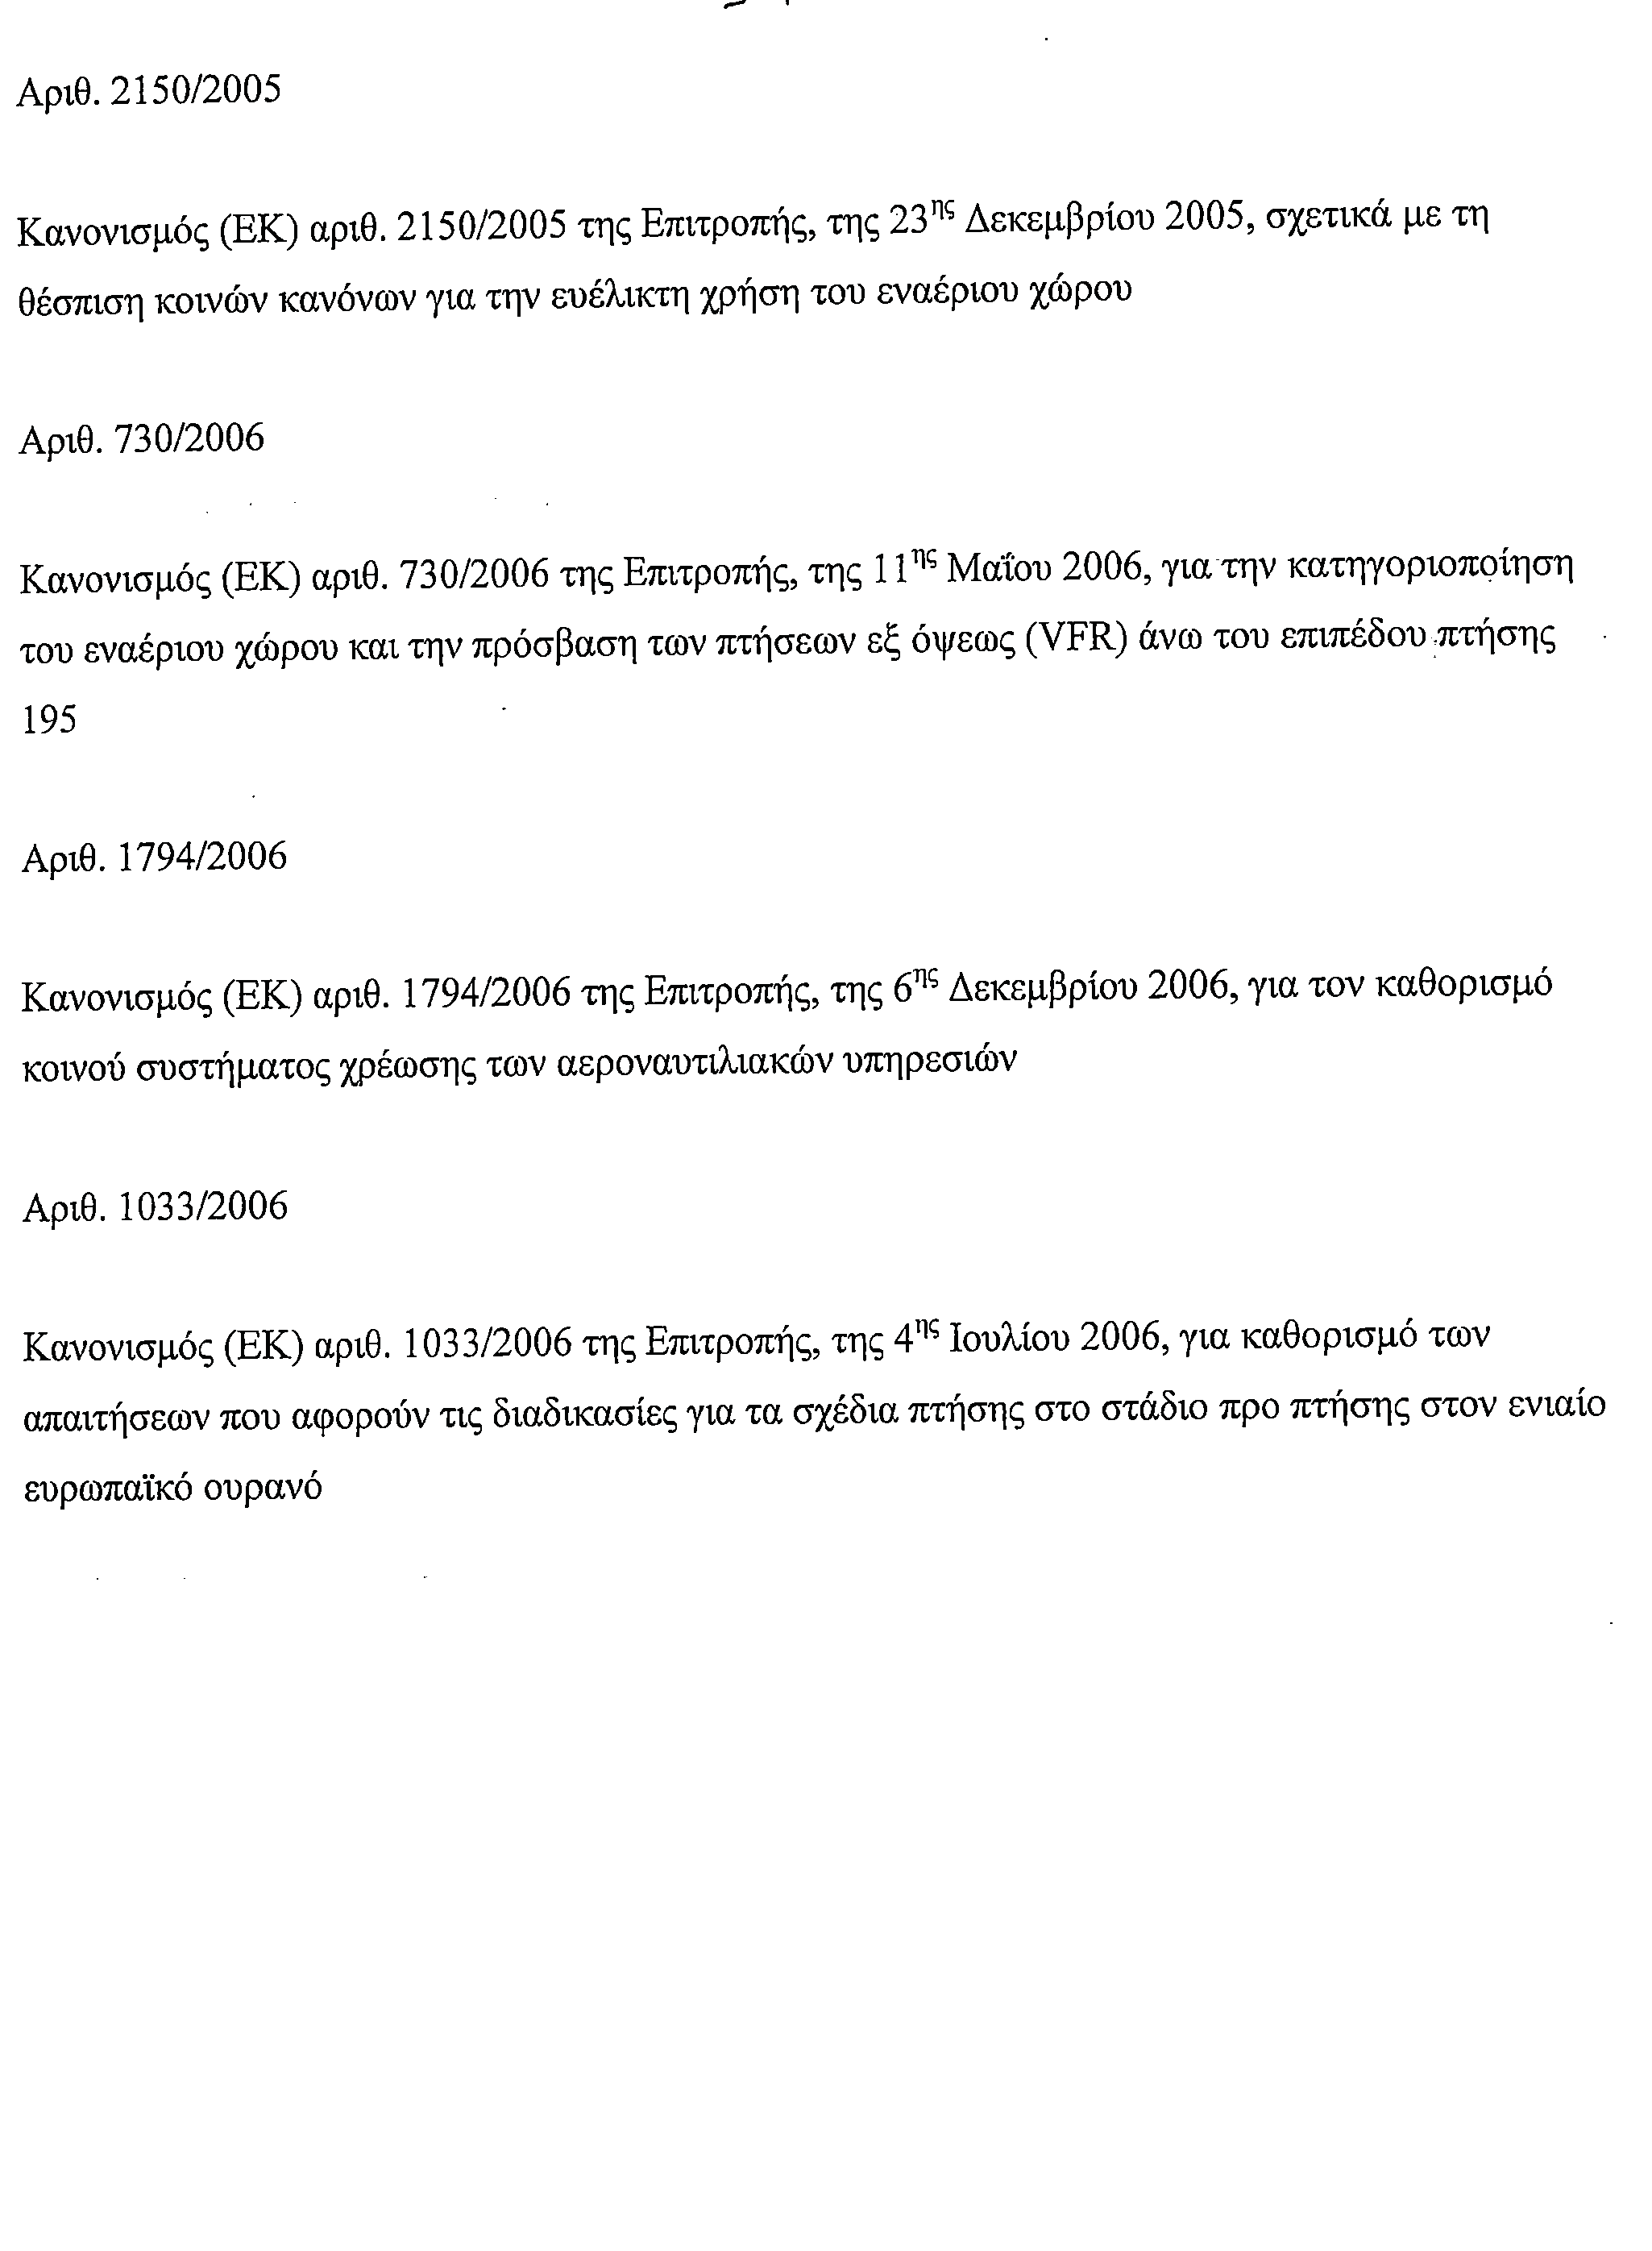 Αριθ. 2150/2005
Κανονισμός (ΕΚ) αριθ. 2150/2005 της Επιτροπής, της 23ης Δεκεμβρίου 2005, σχετικά με τη
θέσπιση κοινών κανόνων για την ευέλικτη χρήση του εναέριου χώρου
Αριθ. 730/2006
Κανονισμός (ΕΚ) αριθ. 730/2006 της Επιτροπής, της 11ης Μαΐου 2006, για την κατηγοριοποίηση
του εναέριου χώρου και την πρόσβαση των πτήσεων εξ όψεως (VFR) άνω του επιπέδου πτήσης
195
Αριθ. 1794/2006
Κανονισμός (ΕΚ) αριθ. 1794/2006 της Επιτροπής, της 6ης Δεκεμβρίου 2006, για τον καθορισμό
κοινού συστήματος χρέωσης των αεροναυτιλιακών υπηρεσιών
Αριθ. 1033/2006
Κανονισμός (ΕΚ) αριθ. 1033/2006 της Επιτροπής, της 4ης Ιουλίου 2006, για καθορισμό των
απαιτήσεων που αφορούν τις διαδικασίες για τα σχέδια πτήσης στο στάδιο προ πτήσης στον ενιαίο
ευρωπαϊκό ουρανό